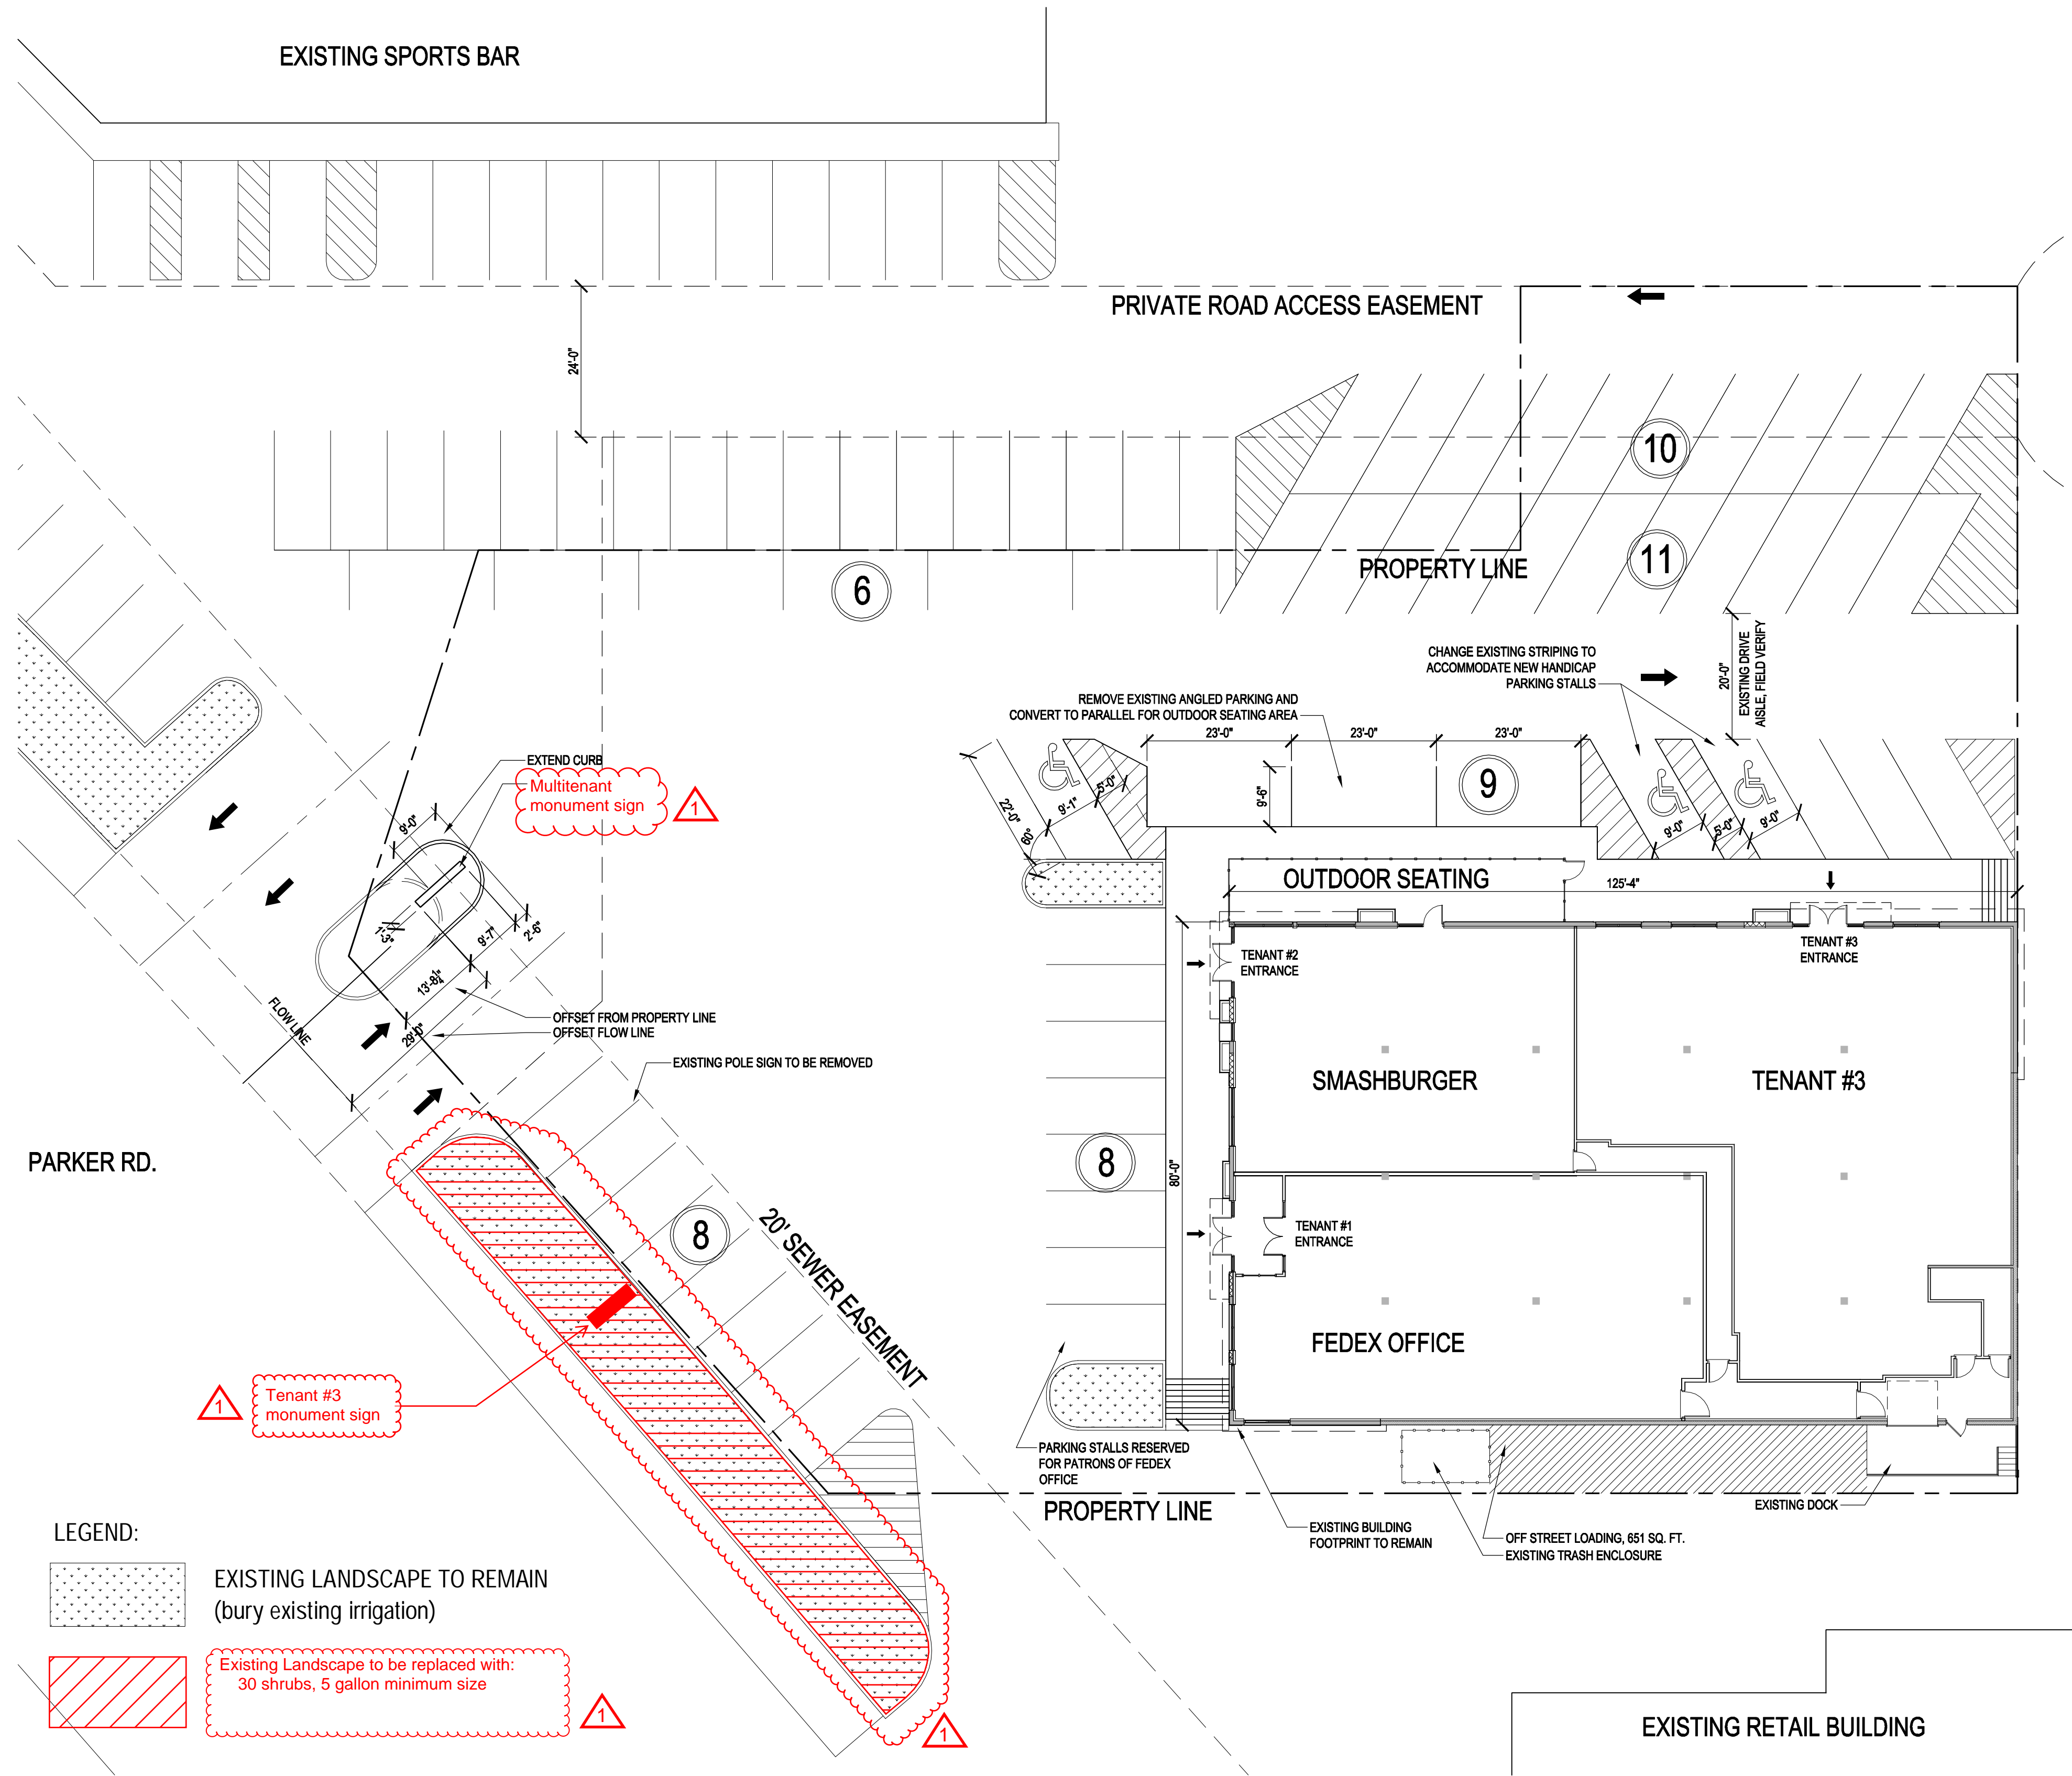 EXISTING SPORTS BAR
PRIVATE ROAD ACCESS EASEMENT
24'-0"
10
11
PROPERTY LINE
6
CHANGE EXISTING STRIPING TO
ACCOMMODATE NEW HANDICAP
PARKING STALLS
20'-0"
EXISTING DRIVE
AISLE, FIELD VERIFY
REMOVE EXISTING ANGLED PARKING AND
CONVERT TO PARALLEL FOR OUTDOOR SEATING AREA
23'-0"
23'-0"
23'-0"
9'-6"
9
22'-0"
60°
9'-1"
5'-0"
9'-0"
5'-0"
9'-0"
EXTEND CURB
Multitenant
monument sign
1
9'-0"
1'-3"
9'-7"
2'-6"
13'-8¼"
29'-0"
FLOW LINE
OFFSET FROM PROPERTY LINE
OFFSET FLOW LINE
EXISTING POLE SIGN TO BE REMOVED
OUTDOOR SEATING
125'-4"
TENANT #2
ENTRANCE
TENANT #3
ENTRANCE
SMASHBURGER
TENANT #3
PARKER RD.
8
80'-0"
8
20' SEWER EASEMENT
TENANT #1
ENTRANCE
FEDEX OFFICE
1
Tenant #3
monument sign
PARKING STALLS RESERVED
FOR PATRONS OF FEDEX
OFFICE
PROPERTY LINE
EXISTING BUILDING
FOOTPRINT TO REMAIN
OFF STREET LOADING, 651 SQ. FT.
EXISTING TRASH ENCLOSURE
EXISTING DOCK
LEGEND:
EXISTING LANDSCAPE TO REMAIN
(bury existing irrigation)
Existing Landscape to be replaced with:
30 shrubs, 5 gallon minimum size
1
1
EXISTING RETAIL BUILDING